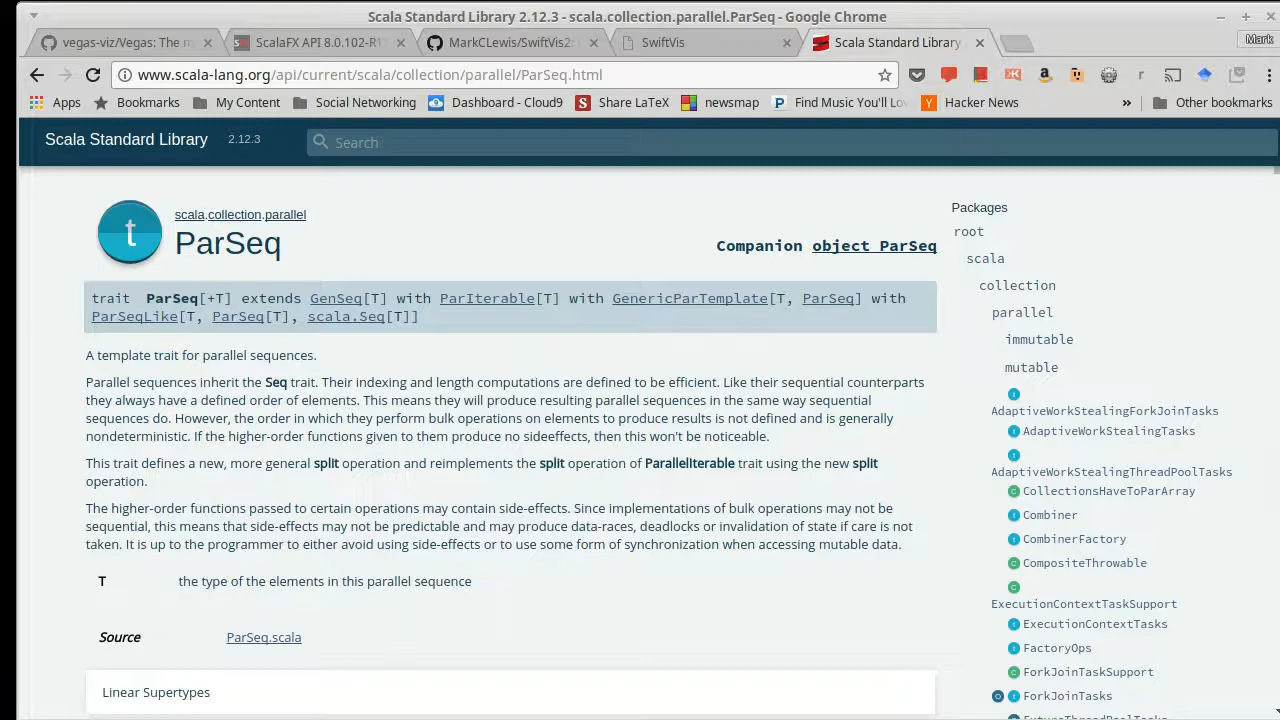 Scala Standard Library 2.12.3 - scala.collection.parallel.ParSeq - Google Chrome
vegas-viz/Vegas: The m
ScalaFX API 8.0.102-R1
MarkCLewis/SwiftVis2:
SwiftVis
Scala Standard Library
Mark
www.scala-lang.org/api/current/scala/collection/parallel/ParSeq.html
Apps Bookmarks My Content Social Networking Dashboard - Cloud9 Share LaTeX newsmap Find Music You'll Lo Hacker News » Other bookmarks
Scala Standard Library 2.12.3 Search
t
scala.collection.parallel
ParSeq
Companion object ParSeq
trait ParSeq[+T] extends GenSeq[T] with ParIterable[T] with GenericParTemplate[T, ParSeq] with
ParSeqLike[T, ParSeq[T], scala.Seq[T]]
A template trait for parallel sequences.
Parallel sequences inherit the Seq trait. Their indexing and length computations are defined to be efficient. Like their sequential counterparts
they always have a defined order of elements. This means they will produce resulting parallel sequences in the same way sequential
sequences do. However, the order in which they perform bulk operations on elements to produce results is not defined and is generally
nondeterministic. If the higher-order functions given to them produce no sideeffects, then this won't be noticeable.
This trait defines a new, more general split operation and reimplements the split operation of ParallelIterable trait using the new split
operation.
The higher-order functions passed to certain operations may contain side-effects. Since implementations of bulk operations may not be
sequential, this means that side-effects may not be predictable and may produce data-races, deadlocks or invalidation of state if care is not
taken. It is up to the programmer to either avoid using side-effects or to use some form of synchronization when accessing mutable data.
T the type of the elements in this parallel sequence
Source ParSeq.scala
Linear Supertypes
Packages
root
scala
collection
parallel
immutable
mutable
AdaptiveWorkStealingForkJoinTasks
AdaptiveWorkStealingTasks
AdaptiveWorkStealingThreadPoolTasks
CollectionsHaveToParArray
Combiner
CombinerFactory
CompositeThrowable
ExecutionContextTaskSupport
ExecutionContextTasks
FactoryOps
ForkJoinTaskSupport
ForkJoinTasks
FutureThreadPoolTasks